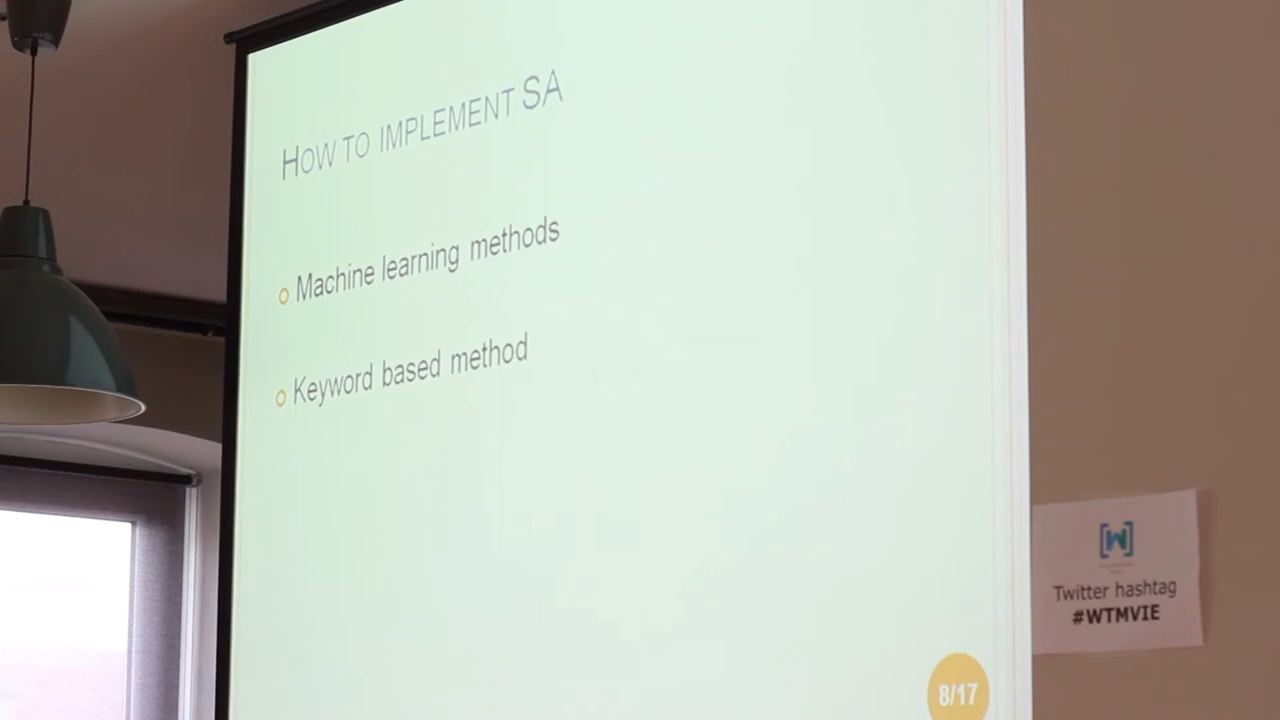 HOW TO IMPLEMENT SA
Machine learning methods
Keyword based method
8/17
[W]
Twitter hashtag
#WTMVIE